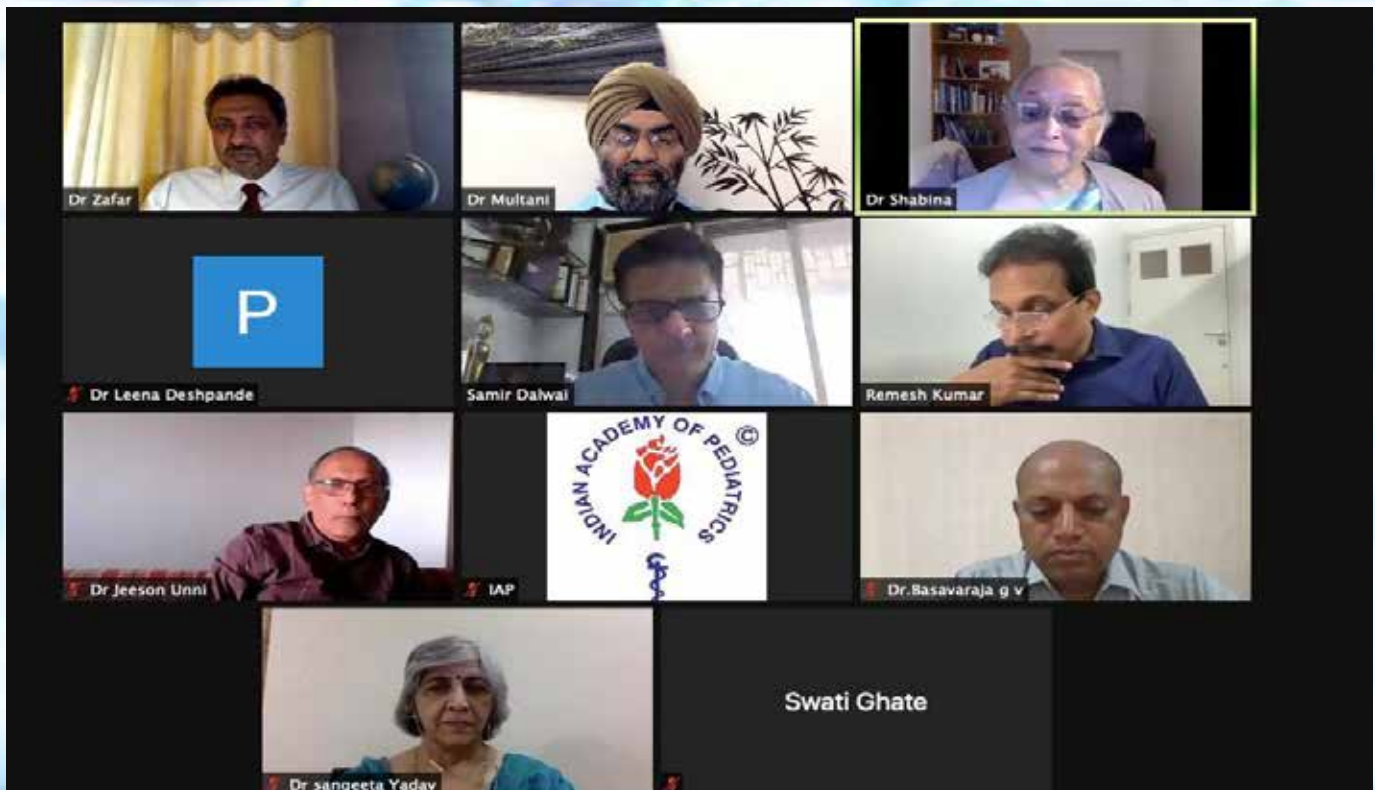 Dr Zafar
Dr Multani
Dr Shabina
P
Dr Leena Deshpande
Samir Dalwai
Remesh Kumar
Dr Jeeson Unni
INDIAN ACADEMY OF PEDIATRICS ©
IAP
Dr.Basavaraja g v
Dr sangeeta Yadav
Swati Ghate